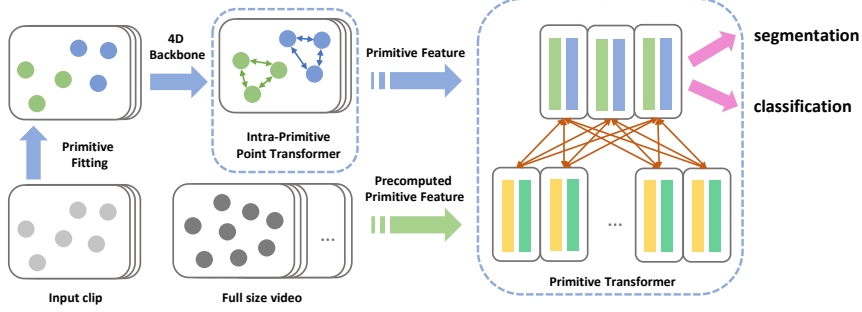 4D
Backbone
Primitive Feature
segmentation
classification
Primitive
Fitting
Intra-Primitive
Point Transformer
Precomputed
Primitive Feature
...
...
Input clip
Full size video
Primitive Transformer